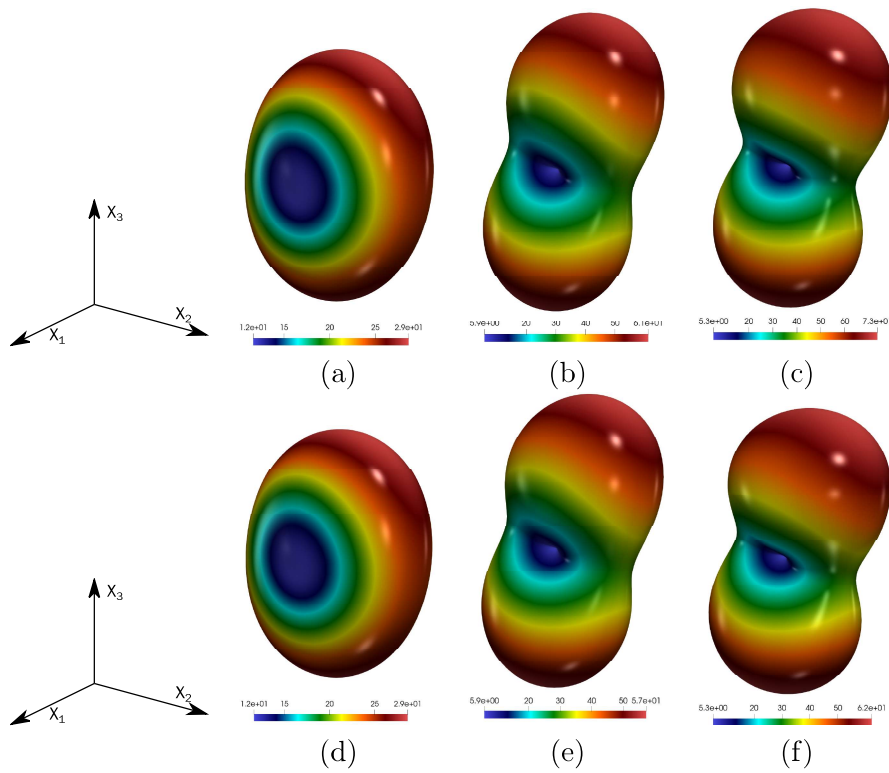 X3
X2
X1
1.2e+01 15 20 25 2.9e+01
5.9e+00 20 30 40 50 6.1e+01
5.3e+00 20 30 40 50 60 7.3e+01
(a) (b) (c)
X3
X2
X1
1.2e+01 15 20 25 2.9e+01
5.9e+00 20 30 40 50 5.7e+01
5.3e+00 20 30 40 50 6.2e+01
(d) (e) (f)